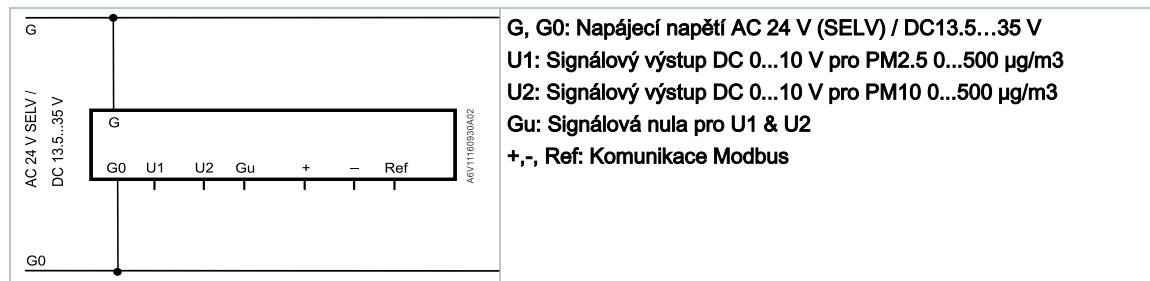 G
AC 24 V SELV /
DC 13.5...35 V
G
G0 U1 U2 Gu + – Ref
A6V11160930A02
G0
G, G0: Napájecí napětí AC 24 V (SELV) / DC13.5…35 V
U1: Signálový výstup DC 0...10 V pro PM2.5 0...500 µg/m3
U2: Signálový výstup DC 0...10 V pro PM10 0...500 µg/m3
Gu: Signálová nula pro U1 & U2
+,-, Ref: Komunikace Modbus